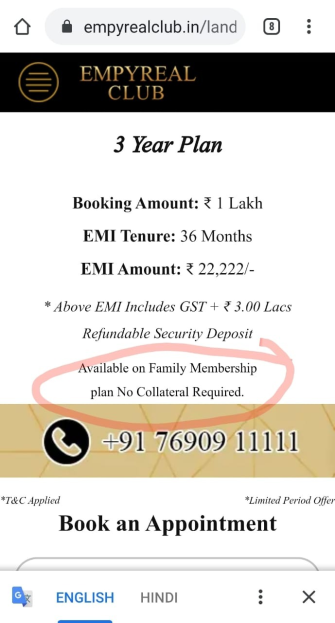 empyrealclub.in/land
8
EMPYREAL
CLUB
3 Year Plan
Booking Amount: ₹ 1 Lakh
EMI Tenure: 36 Months
EMI Amount: ₹ 22,222/-
* Above EMI Includes GST + ₹ 3.00 Lacs
Refundable Security Deposit
Available on Family Membership
plan No Collateral Required.
+91 76909 11111
*T&C Applied
*Limited Period Offer
Book an Appointment
G
ENGLISH
HINDI